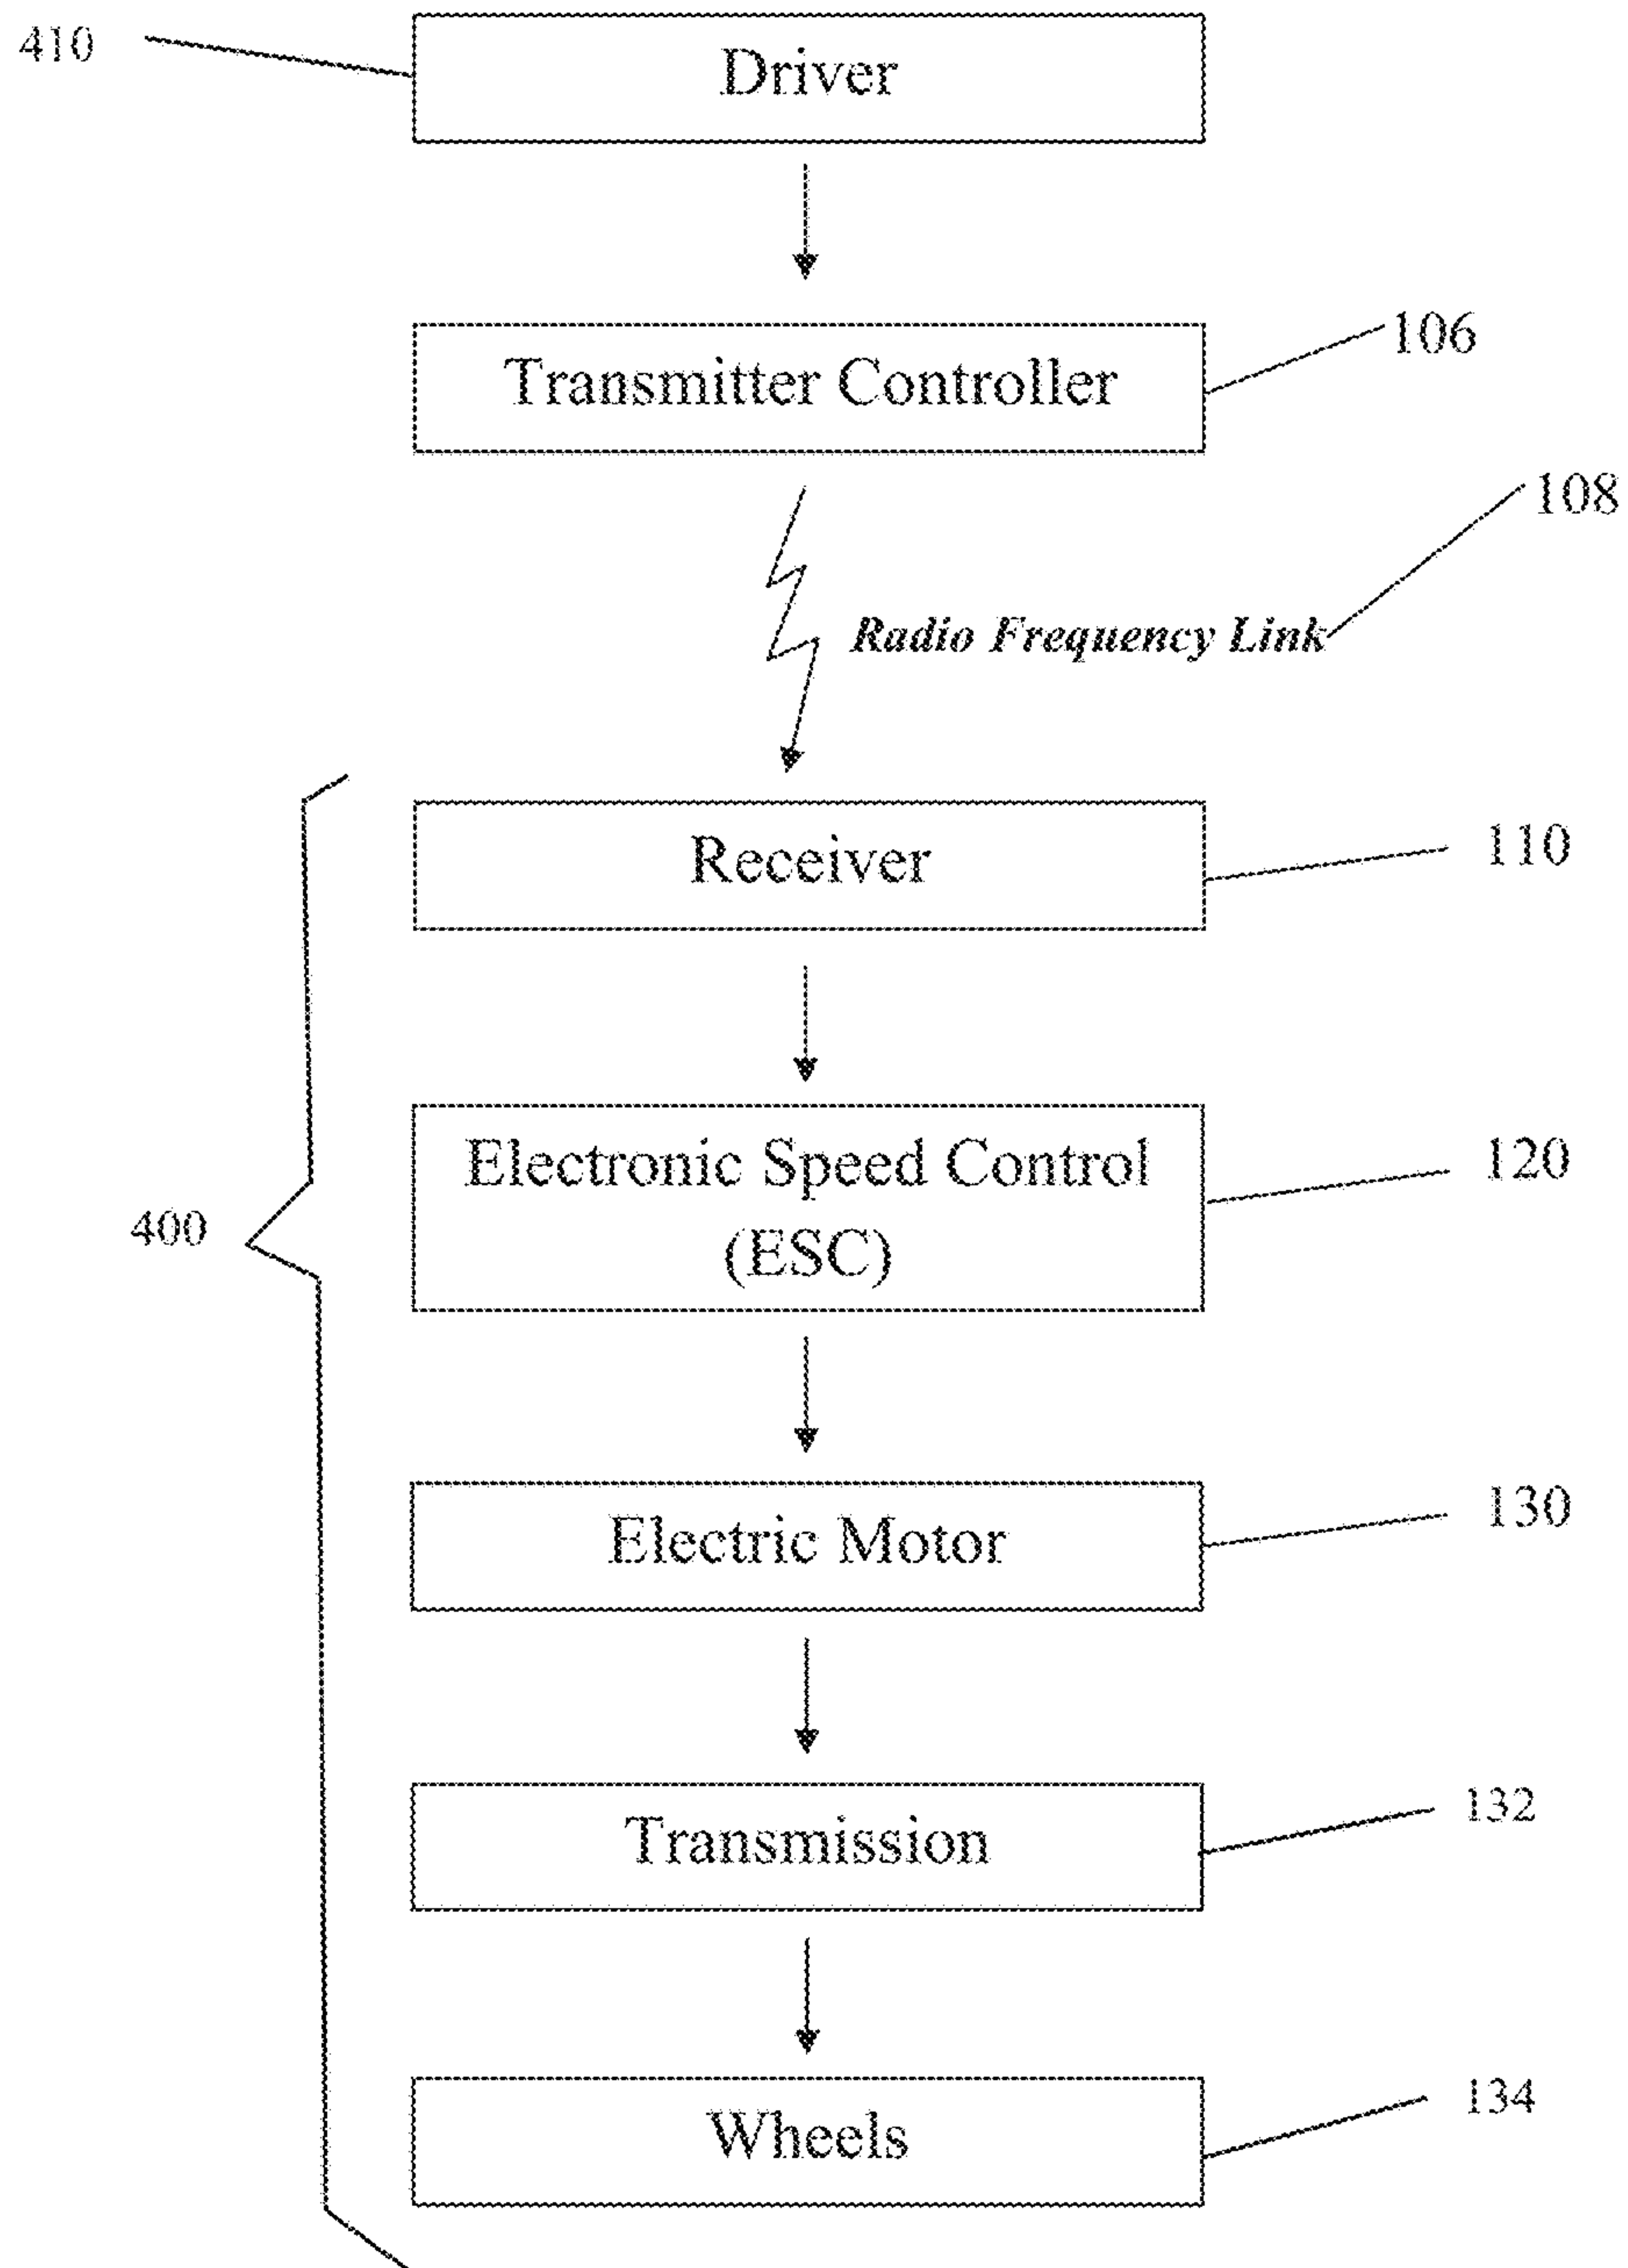 410
Driver
Transmitter Controller
106
108
Radio Frequency Link
Receiver
110
Electronic Speed Control
(ESC)
120
400
Electric Motor
130
Transmission
132
Wheels
134